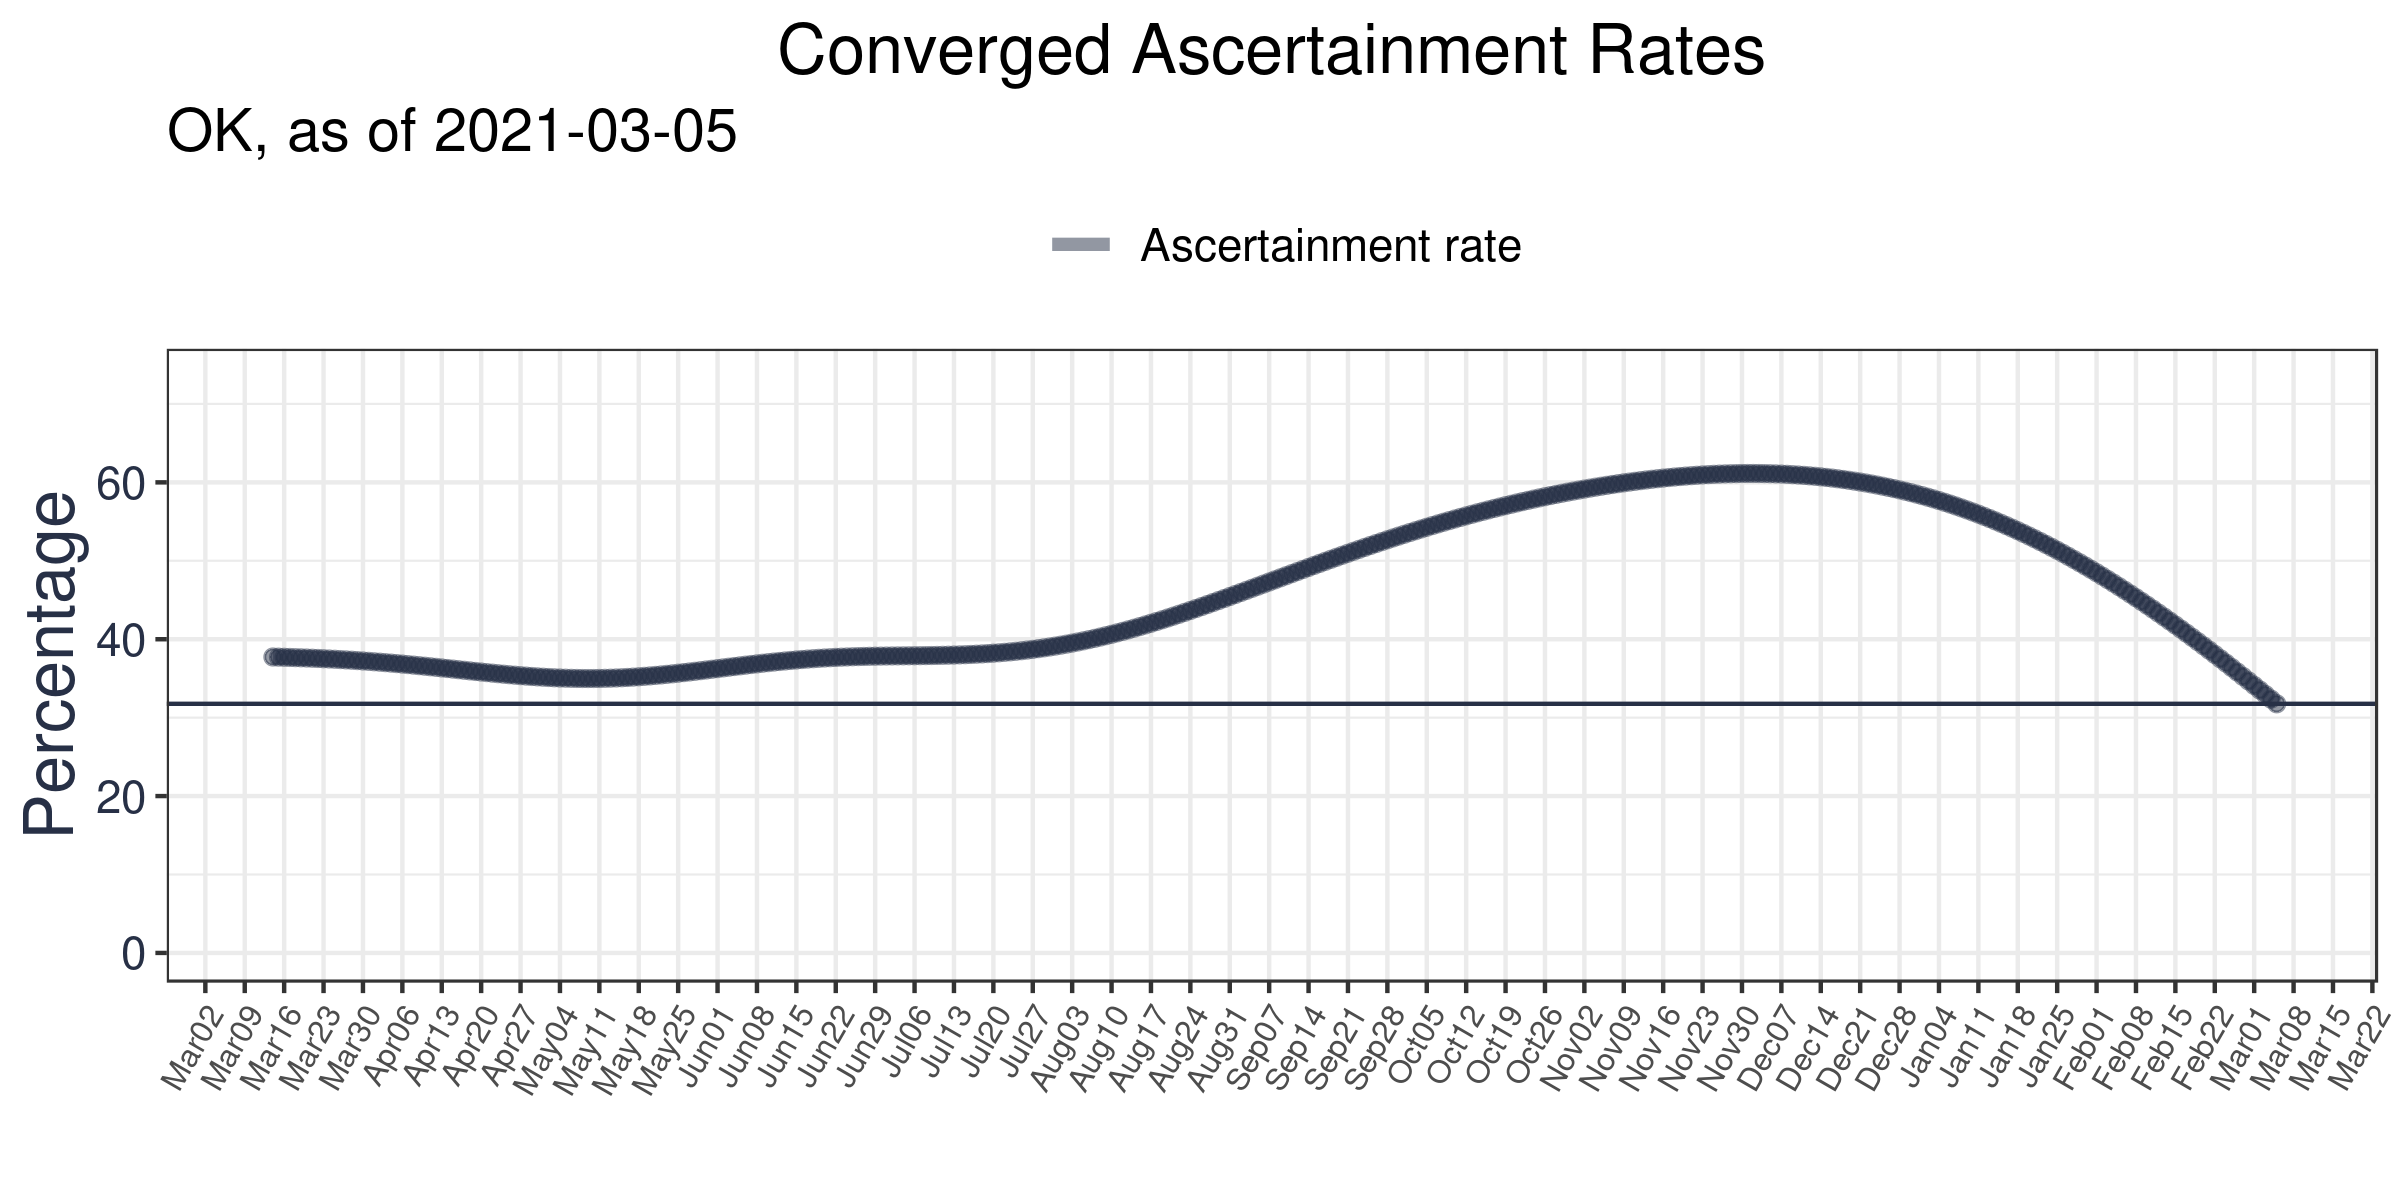 Converged Ascertainment Rates
OK, as of 2021-03-05
Ascertainment rate
Percentage
60
40
20
0
Mar02
Mar09
Mar16
Mar23
Mar30
Apr06
Apr13
Apr20
Apr27
May04
May11
May18
May25
Jun01
Jun08
Jun15
Jun22
Jun29
Jul06
Jul13
Jul20
Jul27
Aug03
Aug10
Aug17
Aug24
Aug31
Sep07
Sep14
Sep21
Sep28
Oct05
Oct12
Oct19
Oct26
Nov02
Nov09
Nov16
Nov23
Nov30
Dec07
Dec14
Dec21
Dec28
Jan04
Jan11
Jan18
Jan25
Feb01
Feb08
Feb15
Feb22
Mar01
Mar08
Mar15
Mar22